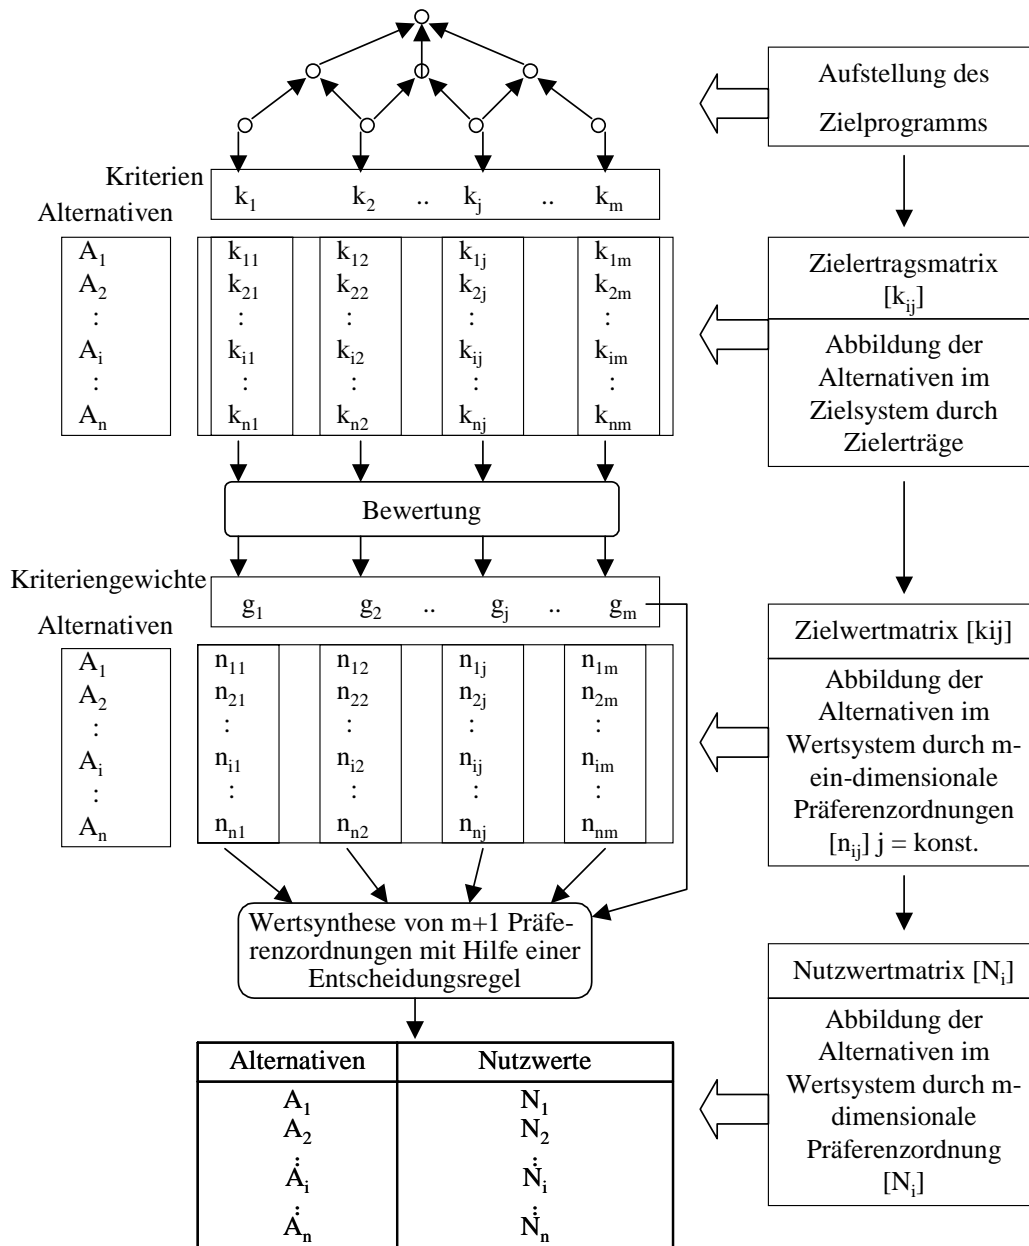 Aufstellung des
Zielprogramms
Kriterien
k₁ k₂ .. kⱼ .. kₘ
Alternativen
A₁ k₁₁ k₁₂ k₁ⱼ k₁ₘ
A₂ k₂₁ k₂₂ k₂ⱼ k₂ₘ
: : : : :
Aᵢ kᵢ₁ kᵢ₂ kᵢⱼ kᵢₘ
: : : : :
Aₙ kₙ₁ kₙ₂ kₙⱼ kₙₘ
Zielertragsmatrix
[kᵢⱼ]
Abbildung der
Alternativen im
Zielsystem durch
Zielerträge
Bewertung
Kriteriengewichte
g₁ g₂ .. gⱼ .. gₘ
Alternativen
A₁ n₁₁ n₁₂ n₁ⱼ n₁ₘ
A₂ n₂₁ n₂₂ n₂ⱼ n₂ₘ
: : : : :
Aᵢ nᵢ₁ nᵢ₂ nᵢⱼ nᵢₘ
: : : : :
Aₙ nₙ₁ nₙ₂ nₙⱼ nₙₘ
Zielwertmatrix [kij]
Abbildung der
Alternativen im
Wertsystem durch m-
ein-dimensionale
Präferenzordnungen
[nᵢⱼ] j = konst.
Wertsynthese von m+1 Präfe-
renzordnungen mit Hilfe einer
Entscheidungsregel
Nutzwertmatrix [Nᵢ]
Abbildung der
Alternativen im
Wertsystem durch m-
dimensionale
Präferenzordnung
[Nᵢ]
Alternativen Nutzwerte
A₁ N₁
A₂ N₂
: :
Aᵢ Nᵢ
: :
Aₙ Nₙ